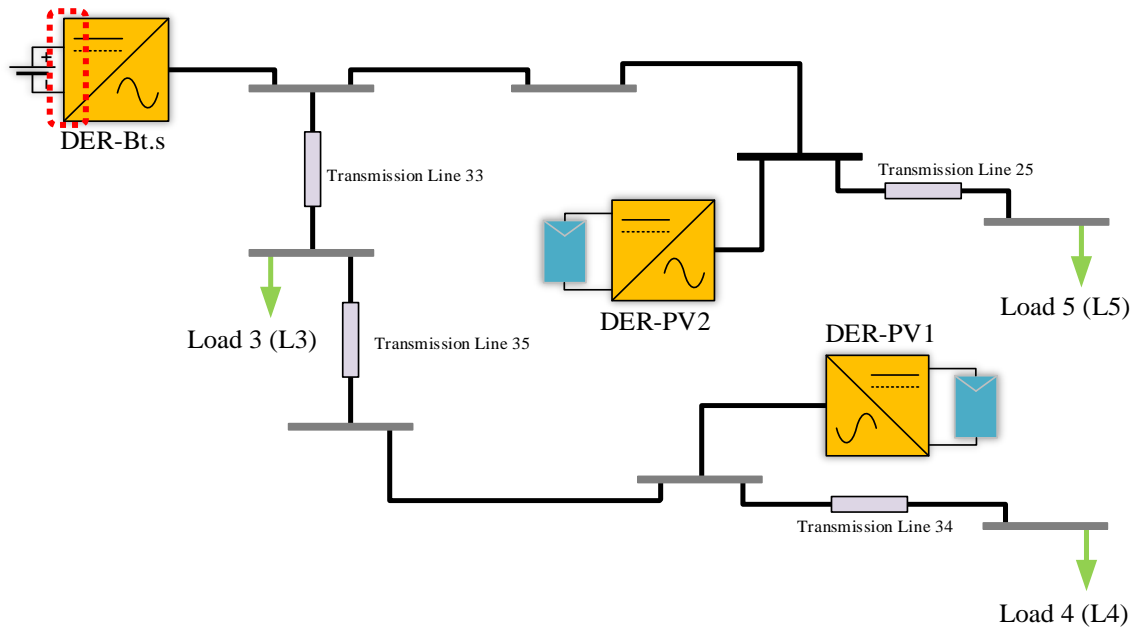 DER-Bt.s
Transmission Line 33
Transmission Line 25
Load 5 (L5)
DER-PV2
Load 3 (L3)
Transmission Line 35
DER-PV1
Transmission Line 34
Load 4 (L4)